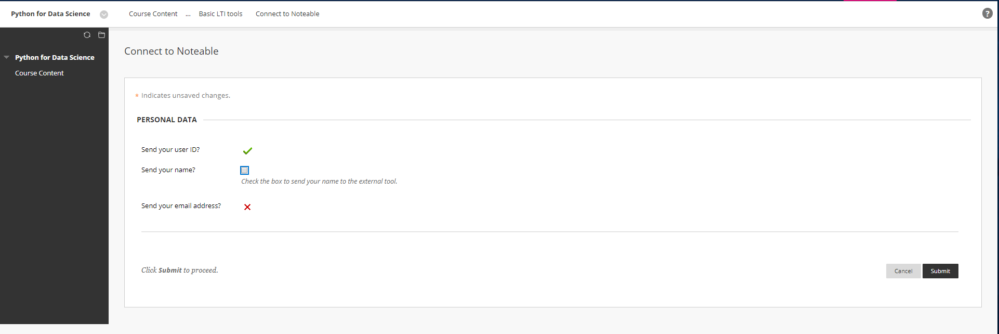 Python for Data Science
Course Content ... Basic LTI tools Connect to Noteable
?
Python for Data Science
Course Content
Connect to Noteable
* Indicates unsaved changes.
PERSONAL DATA
Send your user ID?
Send your name?
Check the box to send your name to the external tool.
Send your email address?
Click Submit to proceed.
Cancel Submit